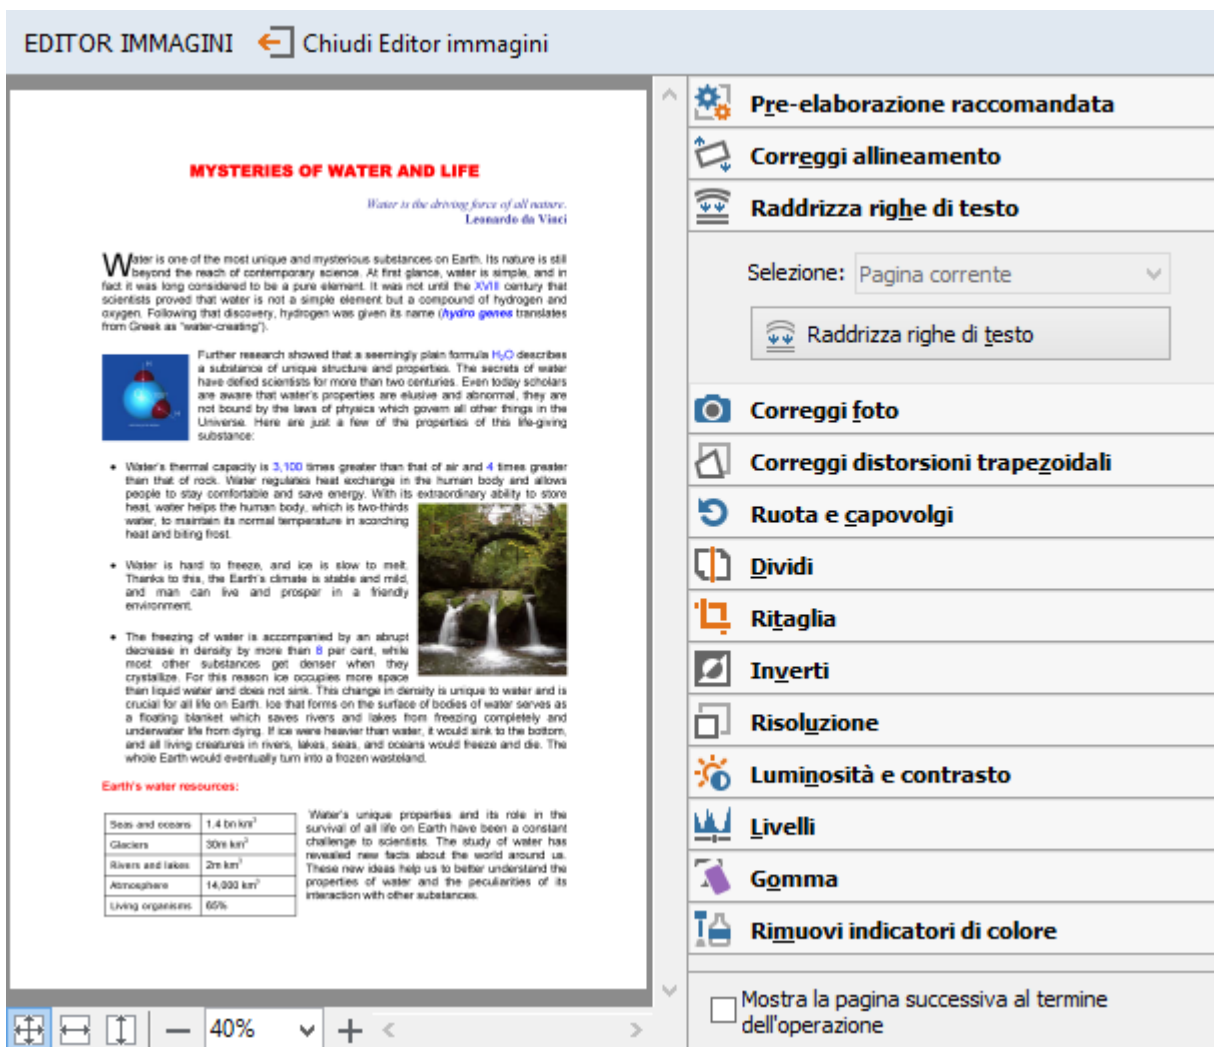 EDITOR IMMAGINI Chiudi Editor immagini
MYSTERIES OF WATER AND LIFE
Water is the driving force of all nature.
Leonardo da Vinci
Water is one of the most unique and mysterious substances on Earth. Its nature is still
beyond the reach of contemporary science. At first glance, water is simple, and in
fact it was long considered to be a pure element. It was not until the XVIII century that
scientists proved that water is not a simple element but a compound of hydrogen and
oxygen. Following that discovery, hydrogen was given its name (hydro genes translates
from Greek as "water-creating").
Further research showed that a seemingly plain formula H₂O describes
a substance of unique structure and properties. The secrets of water
have defied scientists for more than two centuries. Even today scholars
are aware that water's properties are elusive and abnormal, they are
not bound by the laws of physics which govern all other things in the
Universe. Here are just a few of the properties of this life-giving
substance:
• Water's thermal capacity is 3,100 times greater than that of air and 4 times greater
than that of rock. Water regulates heat exchange in the human body and allows
people to stay comfortable and save energy. With its extraordinary ability to store
heat, water helps the human body, which is two-thirds
water, to maintain its normal temperature in scorching
heat and biting frost.
• Water is hard to freeze, and ice is slow to melt.
Thanks to this, the Earth's climate is stable and mild,
and man can live and prosper in a friendly
environment.
• The freezing of water is accompanied by an abrupt
decrease in density by more than 8 per cent, while
most other substances get denser when they
crystallize. For this reason ice occupies more space
than liquid water and does not sink. This change in density is unique to water and is
crucial for all life on Earth. Ice that forms on the surface of bodies of water serves as
a floating blanket which saves rivers and lakes from freezing completely and
underwater life from dying. If ice were heavier than water, it would sink to the bottom,
and all living creatures in rivers, lakes, seas, and oceans would freeze and die. The
whole Earth would eventually turn into a frozen wasteland.
Earth's water resources:
Seas and oceans 1.4 bn km³
Glaciers 30m km³
Rivers and lakes 2m km³
Atmosphere 14,000 km³
Living organisms 65%
Water's unique properties and its role in the
survival of all life on Earth have been a constant
challenge to scientists. The study of water has
revealed new facts about the world around us.
These new ideas help us to better understand the
properties of water and the peculiarities of its
interaction with other substances.
40%
Pre-elaborazione raccomandata
Correggi allineamento
Raddrizza righe di testo
Selezione: Pagina corrente
Raddrizza righe di testo
Correggi foto
Correggi distorsioni trapezoidali
Ruota e capovolgi
Dividi
Ritaglia
Inverti
Risoluzione
Luminosità e contrasto
Livelli
Gomma
Rimuovi indicatori di colore
Mostra la pagina successiva al termine
dell'operazione